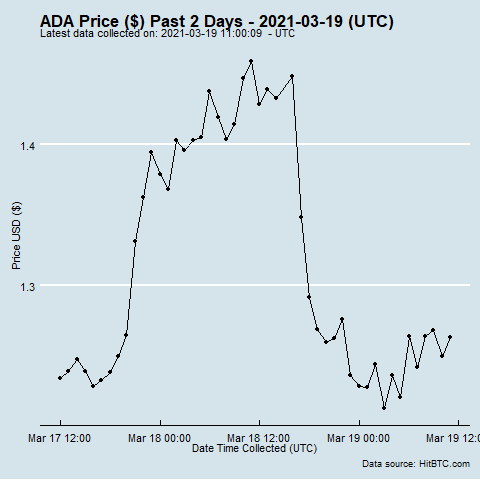 ADA Price ($) Past 2 Days - 2021-03-19 (UTC)
Latest data collected on: 2021-03-19 11:00:09 - UTC
1.4
1.3
Price USD ($)
Mar 17 12:00 Mar 18 00:00 Mar 18 12:00 Mar 19 00:00 Mar 19 12:
Date Time Collected (UTC)
Data source: HitBTC.com